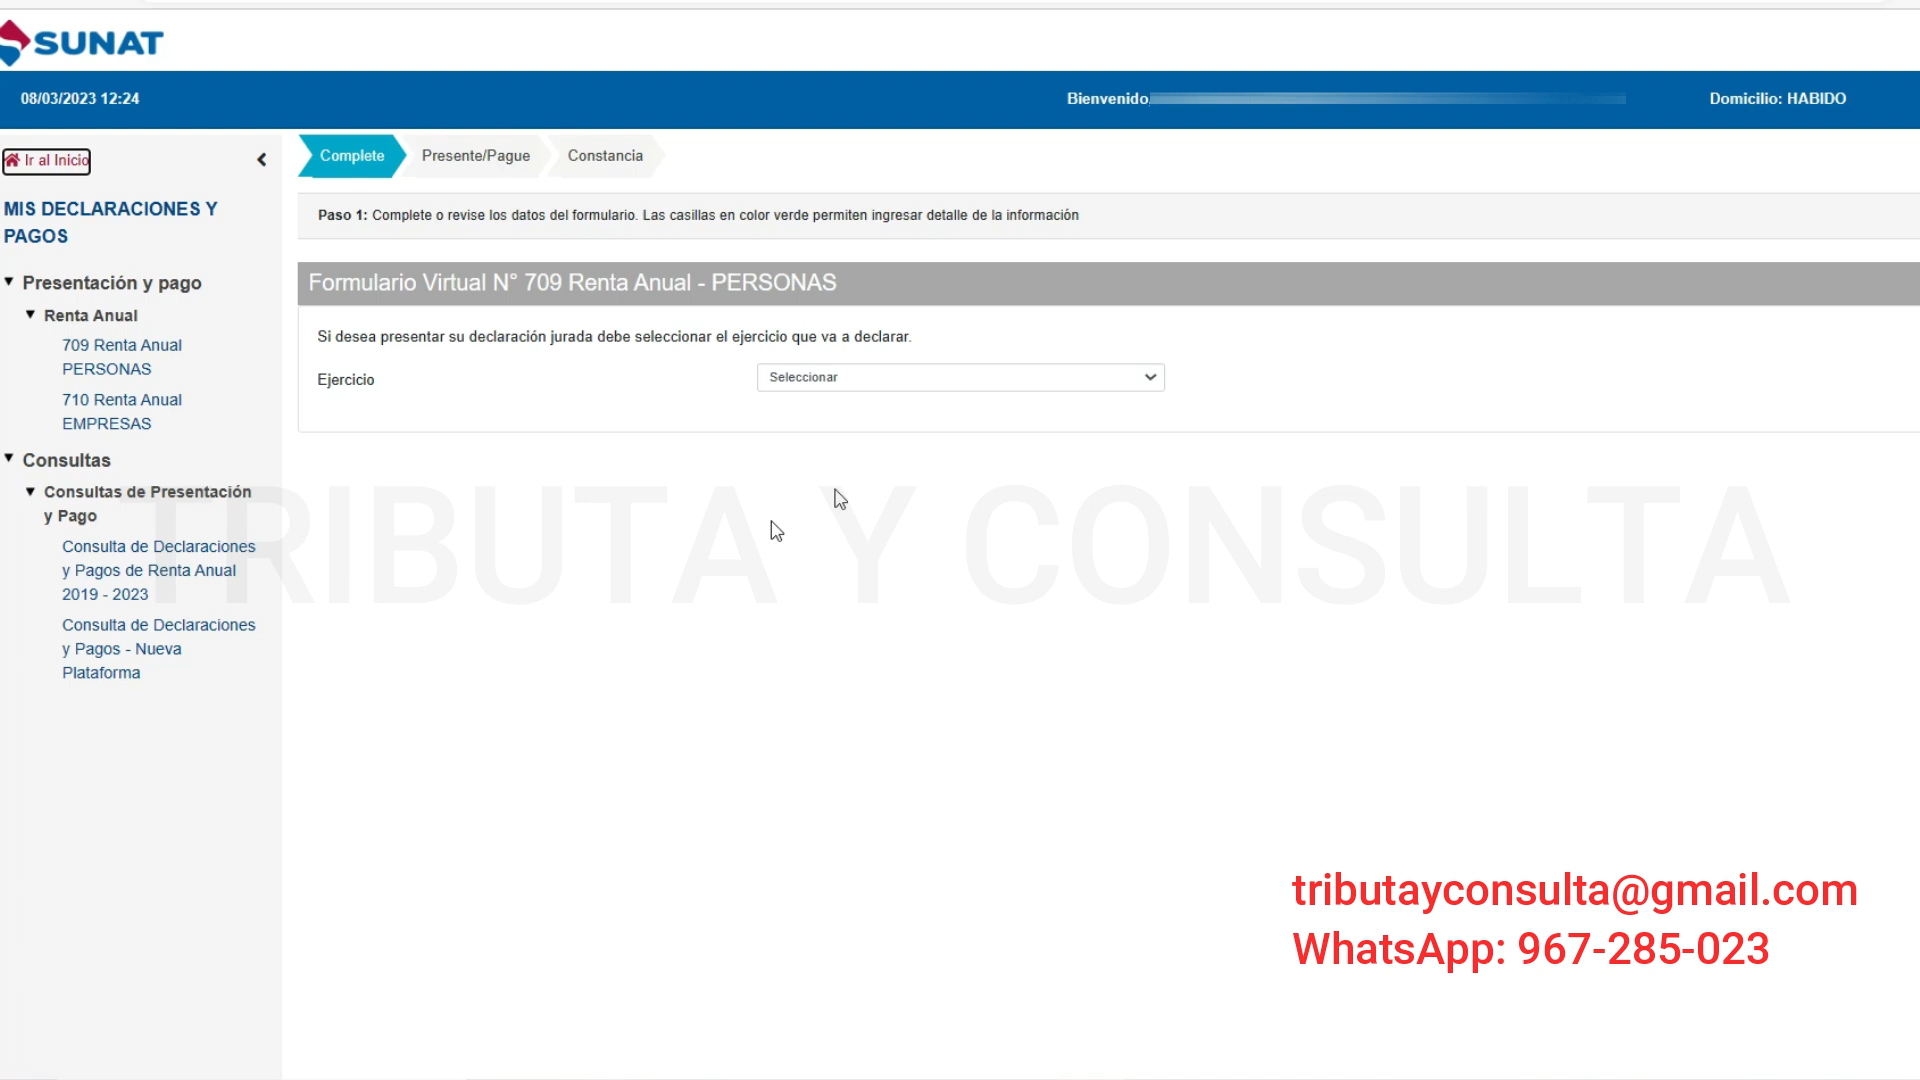 SUNAT
08/03/2023 12:24
Bienvenido,
Domicilio: HABIDO
Ir al Inicio
MIS DECLARACIONES Y
PAGOS
Presentación y pago
Renta Anual
709 Renta Anual
PERSONAS
710 Renta Anual
EMPRESAS
Consultas
Consultas de Presentación
y Pago
Consulta de Declaraciones
y Pagos de Renta Anual
2019 - 2023
Consulta de Declaraciones
y Pagos - Nueva
Plataforma
Complete
Presente/Pague
Constancia
Paso 1: Complete o revise los datos del formulario. Las casillas en color verde permiten ingresar detalle de la información
Formulario Virtual N° 709 Renta Anual - PERSONAS
Si desea presentar su declaración jurada debe seleccionar el ejercicio que va a declarar.
Ejercicio
Seleccionar
TRIBUTA Y CONSULTA
tributayconsulta@gmail.com
WhatsApp: 967-285-023